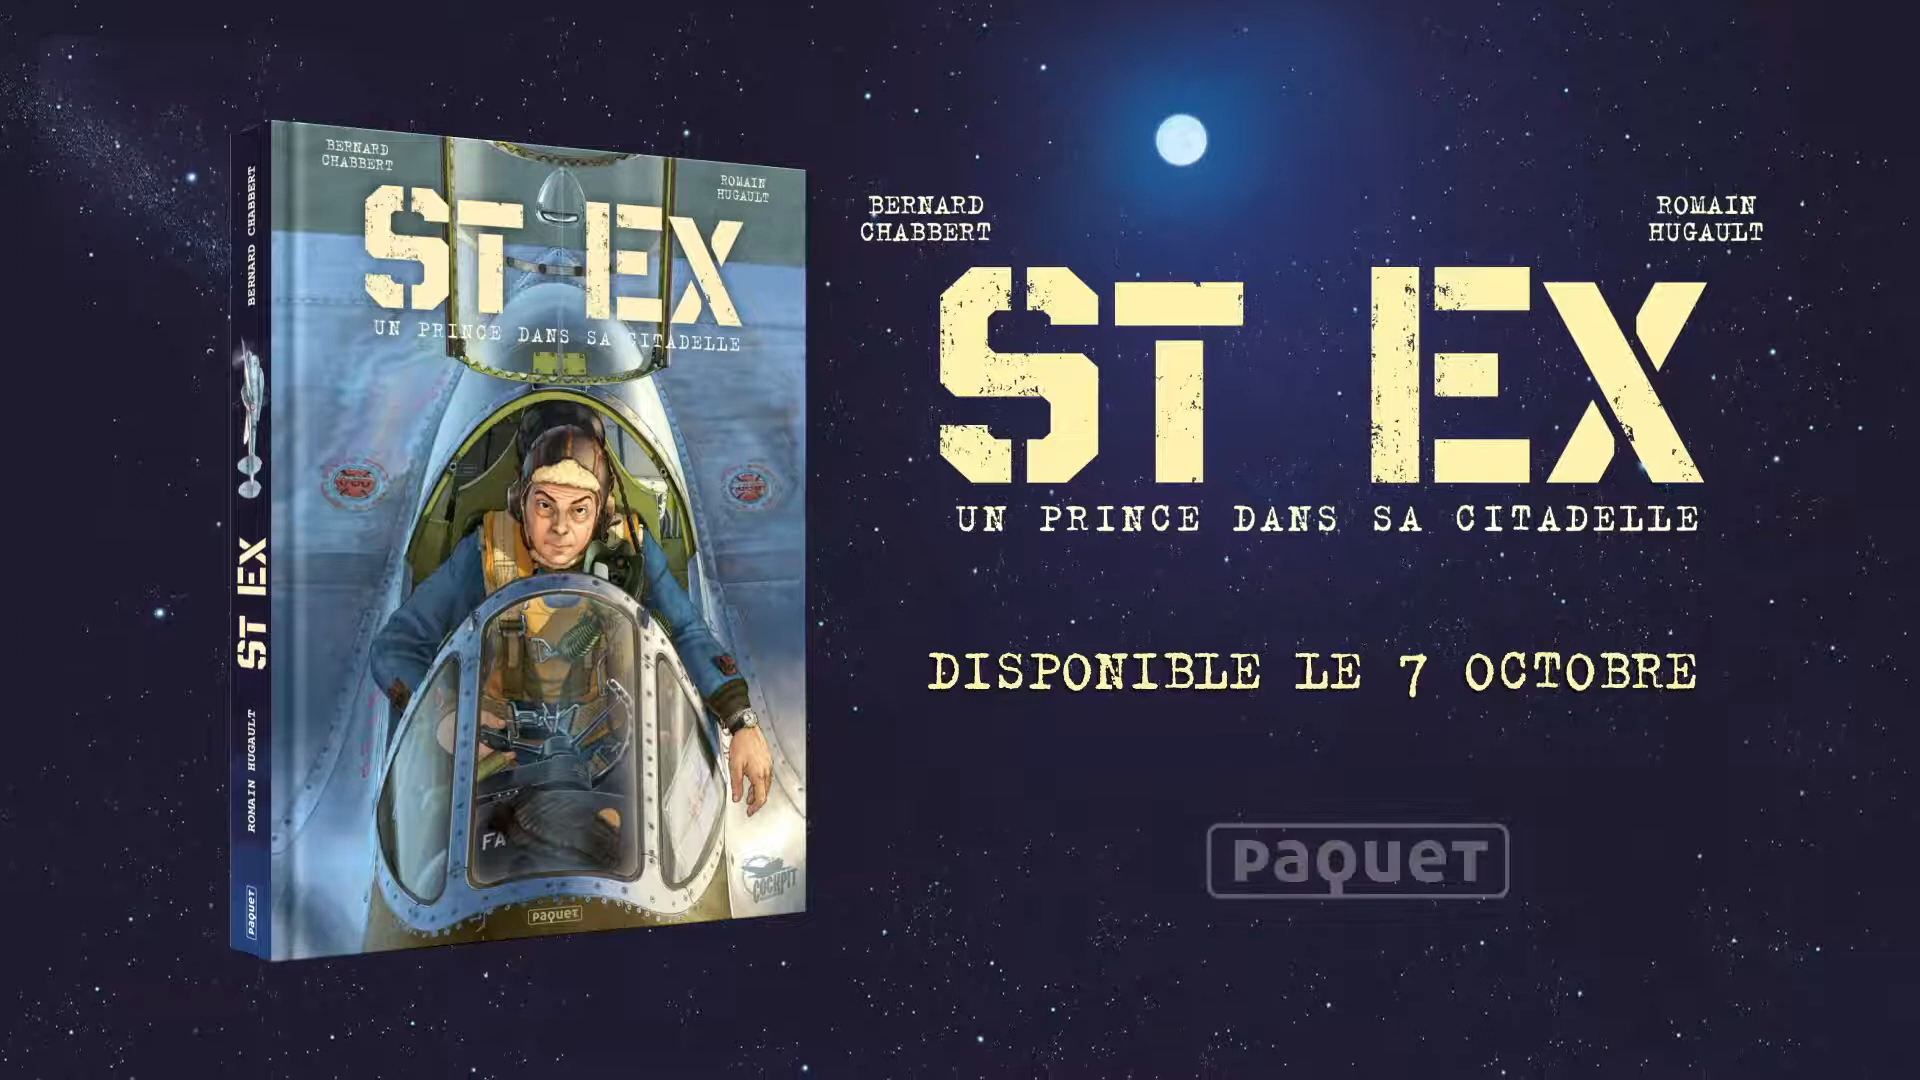 BERNARD CHABBERT
ST EX
ROMAIN HUGAULT
PAQUET
BERNARD
CHABBERT
ROMAIN
HUGAULT
ST EX
UN PRINCE DANS SA CITADELLE
FA
COCKPIT
PAQUET
BERNARD
CHABBERT
ROMAIN
HUGAULT
ST EX
UN PRINCE DANS SA CITADELLE
DISPONIBLE LE 7 OCTOBRE
PAQUET